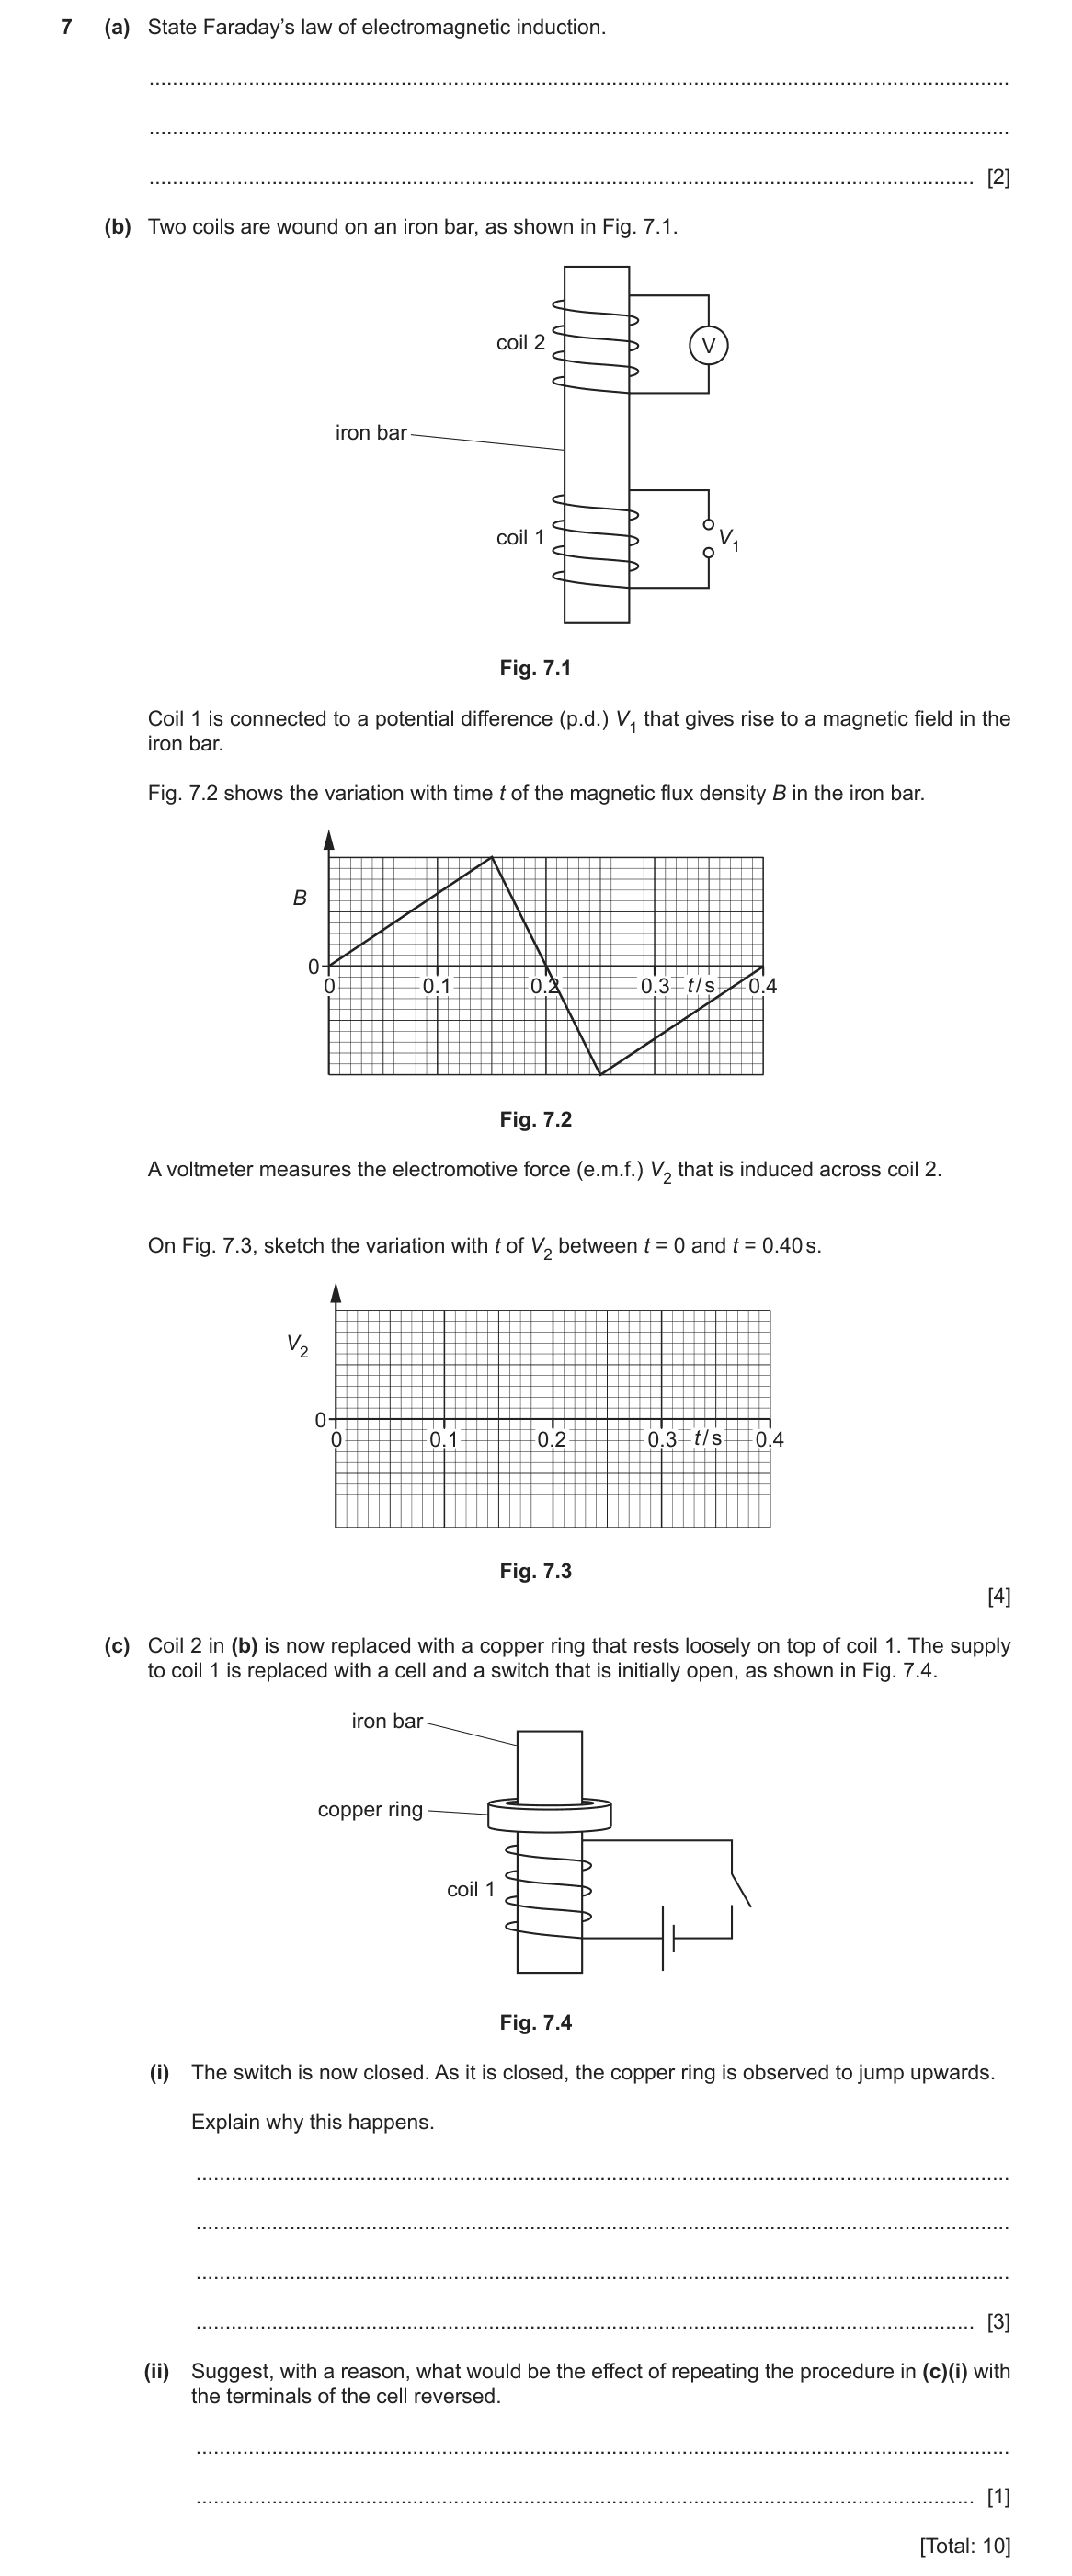 7 (a) State Faraday’s law of electromagnetic induction.
[2]
(b) Two coils are wound on an iron bar, as shown in Fig. 7.1.
coil 2
V
iron bar
coil 1
V1
Fig. 7.1
Coil 1 is connected to a potential difference (p.d.) V1 that gives rise to a magnetic field in the
iron bar.
Fig. 7.2 shows the variation with time t of the magnetic flux density B in the iron bar.
B
0
0 0.1 0.2 0.3 t/s 0.4
Fig. 7.2
A voltmeter measures the electromotive force (e.m.f.) V2 that is induced across coil 2.
On Fig. 7.3, sketch the variation with t of V2 between t = 0 and t = 0.40 s.
V2
0
0 0.1 0.2 0.3 t/s 0.4
Fig. 7.3
[4]
(c) Coil 2 in (b) is now replaced with a copper ring that rests loosely on top of coil 1. The supply
to coil 1 is replaced with a cell and a switch that is initially open, as shown in Fig. 7.4.
iron bar
copper ring
coil 1
Fig. 7.4
(i) The switch is now closed. As it is closed, the copper ring is observed to jump upwards.
Explain why this happens.
[3]
(ii) Suggest, with a reason, what would be the effect of repeating the procedure in (c)(i) with
the terminals of the cell reversed.
[1]
[Total: 10]